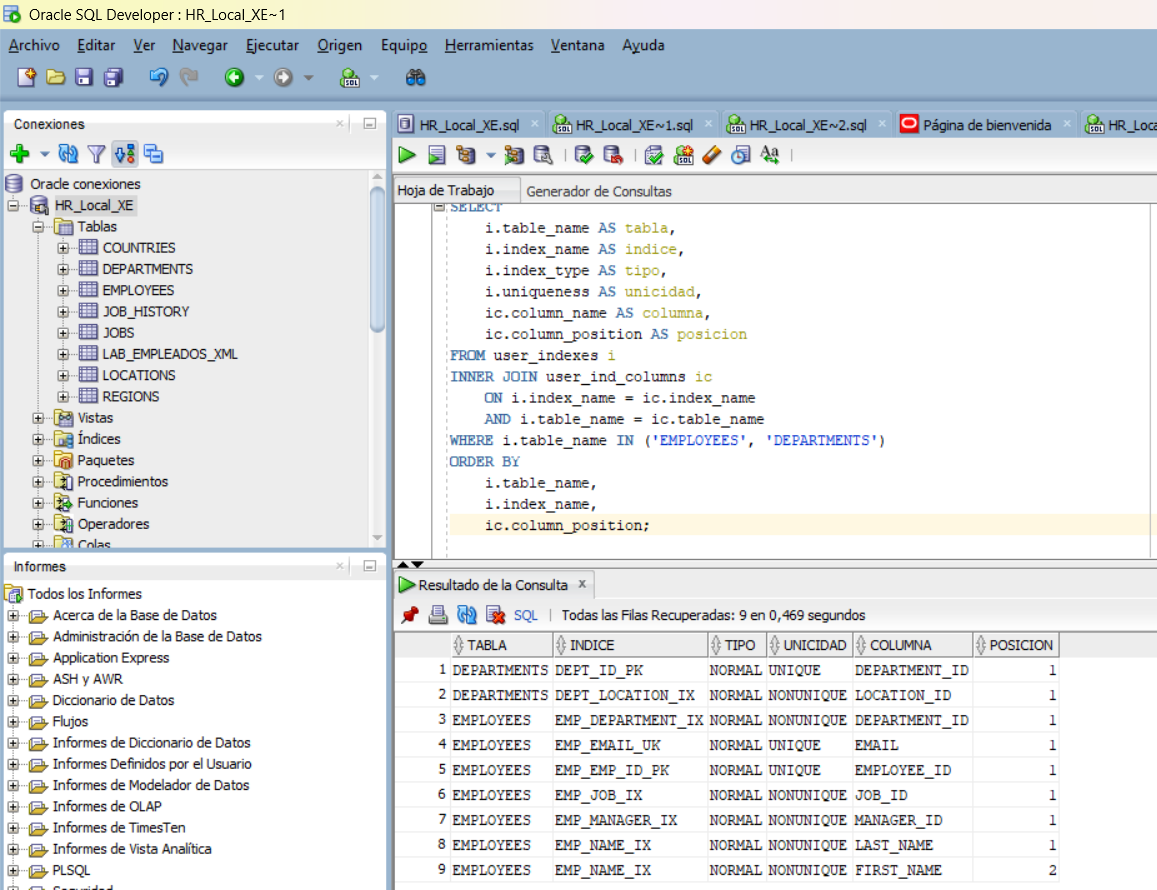 Oracle SQL Developer : HR_Local_XE~1
Archivo Editar Ver Navegar Ejecutar Origen Equipo Herramientas Ventana Ayuda
Conexiones
Oracle conexiones
HR_Local_XE
Tablas
COUNTRIES
DEPARTMENTS
EMPLOYEES
JOB_HISTORY
JOBS
LAB_EMPLEADOS_XML
LOCATIONS
REGIONS
Vistas
Índices
Paquetes
Procedimientos
Funciones
Operadores
Colas
Informes
Todos los Informes
Acerca de la Base de Datos
Administración de la Base de Datos
Application Express
ASH y AWR
Diccionario de Datos
Flujos
Informes de Diccionario de Datos
Informes Definidos por el Usuario
Informes de Modelador de Datos
Informes de OLAP
Informes de TimesTen
Informes de Vista Analítica
PLSQL
Seguridad
HR_Local_XE.sql HR_Local_XE~1.sql HR_Local_XE~2.sql Página de bienvenida HR_Loca
Hoja de Trabajo Generador de Consultas
SELECT
i.table_name AS tabla,
i.index_name AS indice,
i.index_type AS tipo,
i.uniqueness AS unicidad,
ic.column_name AS columna,
ic.column_position AS posicion
FROM user_indexes i
INNER JOIN user_ind_columns ic
ON i.index_name = ic.index_name
AND i.table_name = ic.table_name
WHERE i.table_name IN ('EMPLOYEES', 'DEPARTMENTS')
ORDER BY
i.table_name,
i.index_name,
ic.column_position;
Resultado de la Consulta
SQL | Todas las Filas Recuperadas: 9 en 0,469 segundos
TABLA INDICE TIPO UNICIDAD COLUMNA POSICION
1 DEPARTMENTS DEPT_ID_PK NORMAL UNIQUE DEPARTMENT_ID 1
2 DEPARTMENTS DEPT_LOCATION_IX NORMAL NONUNIQUE LOCATION_ID 1
3 EMPLOYEES EMP_DEPARTMENT_IX NORMAL NONUNIQUE DEPARTMENT_ID 1
4 EMPLOYEES EMP_EMAIL_UK NORMAL UNIQUE EMAIL 1
5 EMPLOYEES EMP_EMP_ID_PK NORMAL UNIQUE EMPLOYEE_ID 1
6 EMPLOYEES EMP_JOB_IX NORMAL NONUNIQUE JOB_ID 1
7 EMPLOYEES EMP_MANAGER_IX NORMAL NONUNIQUE MANAGER_ID 1
8 EMPLOYEES EMP_NAME_IX NORMAL NONUNIQUE LAST_NAME 1
9 EMPLOYEES EMP_NAME_IX NORMAL NONUNIQUE FIRST_NAME 2